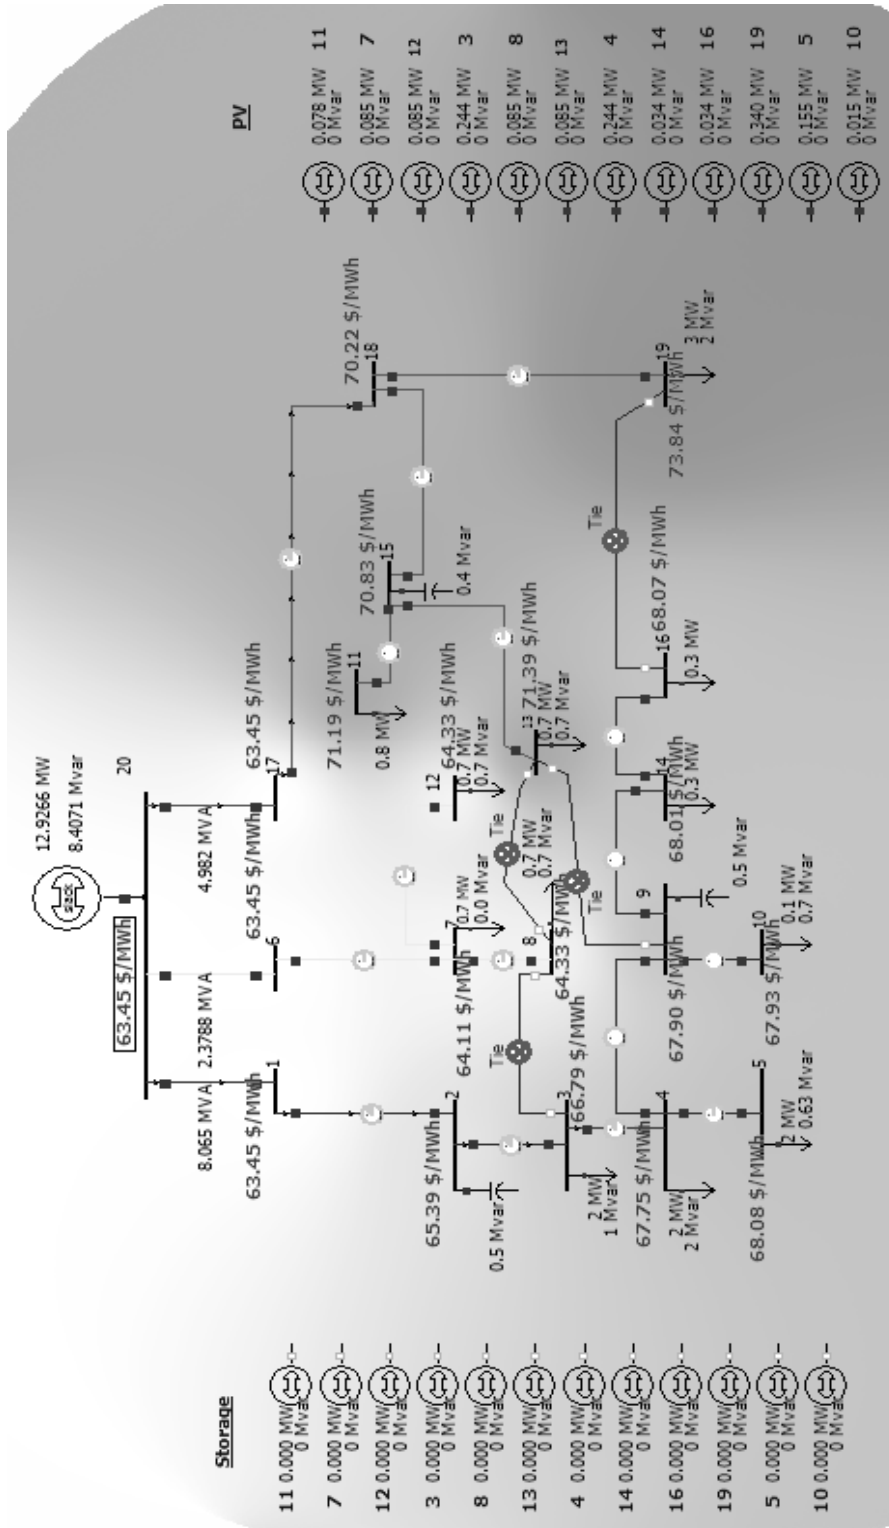 12.9266 MW
8.4071 Mvar
slack
20
63.45 $/MWh
8.065 MVA
2.3788 MVA
4.982 MVA
1
63.45 $/MWh
6
63.45 $/MWh
17
63.45 $/MWh
2
65.39 $/MWh
0.5 Mvar
7
64.11 $/MWh
0.7 MW
0.0 Mvar
12
64.33 $/MWh
0.7 MW
0.7 Mvar
11
71.19 $/MWh
0.8 MW
15
70.83 $/MWh
0.4 Mvar
18
70.22 $/MWh
3
66.79 $/MWh
2 MW
1 Mvar
Tie
8
64.33 $/MWh
0.7 MW
0.7 Mvar
Tie
Tie
13
71.39 $/MWh
0.7 MW
0.7 Mvar
4
67.75 $/MWh
2 MW
2 Mvar
9
67.90 $/MWh
0.5 Mvar
14
68.01 $/MWh
0.3 MW
16
68.07 $/MWh
0.3 MW
Tie
19
73.84 $/MWh
3 MW
2 Mvar
5
68.08 $/MWh
2 MW
0.63 Mvar
10
67.93 $/MWh
0.1 MW
0.7 Mvar
Storage
11 0.000 MW
0 Mvar
7 0.000 MW
0 Mvar
12 0.000 MW
0 Mvar
3 0.000 MW
0 Mvar
8 0.000 MW
0 Mvar
13 0.000 MW
0 Mvar
4 0.000 MW
0 Mvar
14 0.000 MW
0 Mvar
16 0.000 MW
0 Mvar
19 0.000 MW
0 Mvar
5 0.000 MW
0 Mvar
10 0.000 MW
0 Mvar
PV
0.078 MW 11
0 Mvar
0.085 MW 7
0 Mvar
0.085 MW 12
0 Mvar
0.244 MW 3
0 Mvar
0.085 MW 8
0 Mvar
0.085 MW 13
0 Mvar
0.244 MW 4
0 Mvar
0.034 MW 14
0 Mvar
0.034 MW 16
0 Mvar
0.340 MW 19
0 Mvar
0.155 MW 5
0 Mvar
0.015 MW 10
0 Mvar